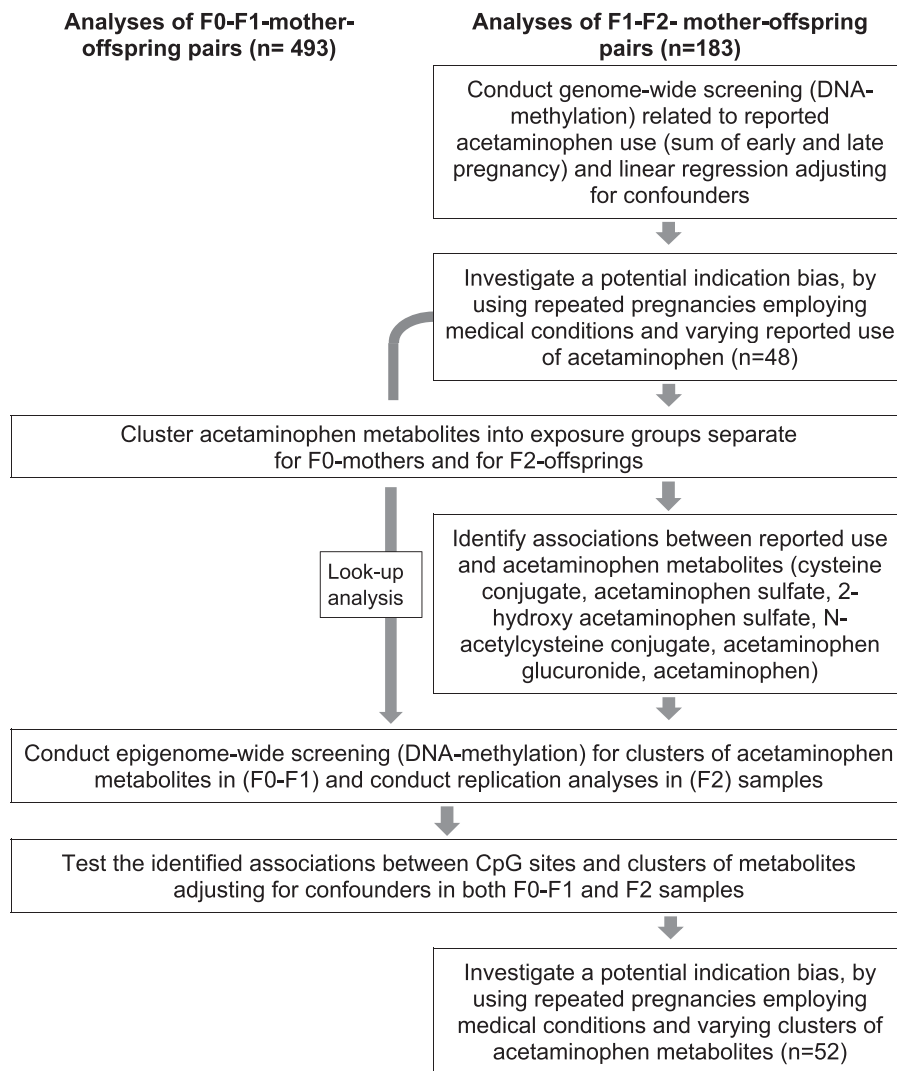 Analyses of F0-F1-mother-
offspring pairs (n= 493)
Analyses of F1-F2- mother-offspring
pairs (n=183)
Conduct genome-wide screening (DNA-
methylation) related to reported
acetaminophen use (sum of early and late
pregnancy) and linear regression adjusting
for confounders
Investigate a potential indication bias, by
using repeated pregnancies employing
medical conditions and varying reported use
of acetaminophen (n=48)
Cluster acetaminophen metabolites into exposure groups separate
for F0-mothers and for F2-offsprings
Look-up
analysis
Identify associations between reported use
and acetaminophen metabolites (cysteine
conjugate, acetaminophen sulfate, 2-
hydroxy acetaminophen sulfate, N-
acetylcysteine conjugate, acetaminophen
glucuronide, acetaminophen)
Conduct epigenome-wide screening (DNA-methylation) for clusters of acetaminophen
metabolites in (F0-F1) and conduct replication analyses in (F2) samples
Test the identified associations between CpG sites and clusters of metabolites
adjusting for confounders in both F0-F1 and F2 samples
Investigate a potential indication bias, by
using repeated pregnancies employing
medical conditions and varying clusters of
acetaminophen metabolites (n=52)